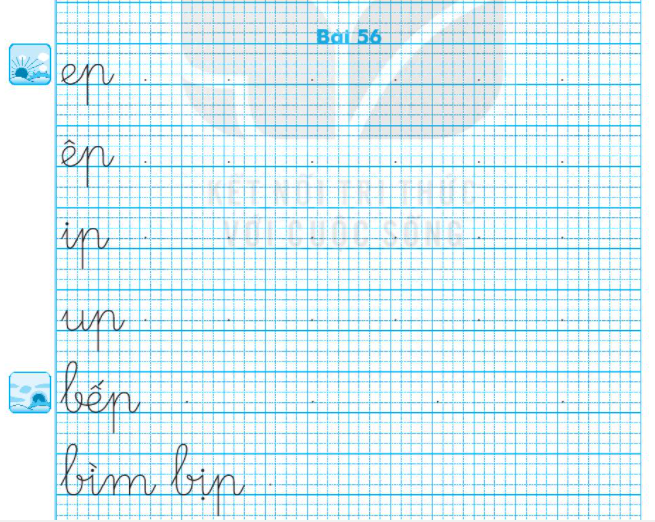 Bài 56
ep
êp
KẾT NỐI TRI THỨC
VỚI CUỘC SỐNG
ip
up
bếp
bìm bịp